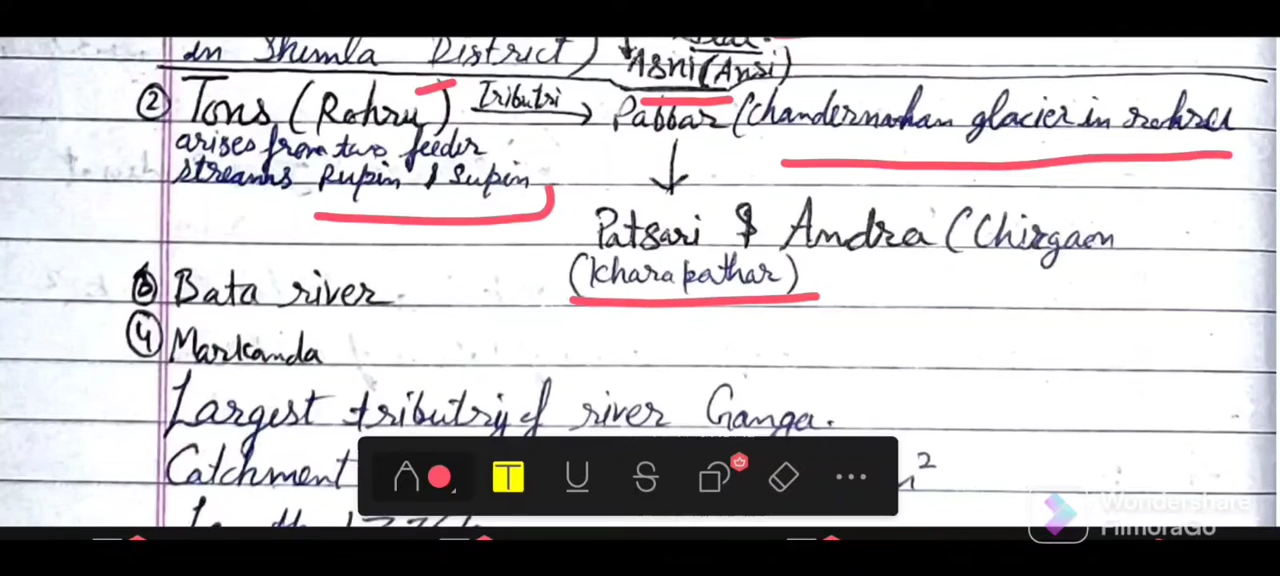 in Shimla District) Asni (Ansi)
② Tons (Rohru) Tributri → Pabbar (Chandernahan glacier in rohru
arises from two feeder
streams Rupin & Supin
Patsari & Andra (Chirgaon
(Kharapathar)
Bata river
④ Markanda
Largest tributry of river Ganga.
Catchment
T
U
S
Wondershare
FilmoraGo